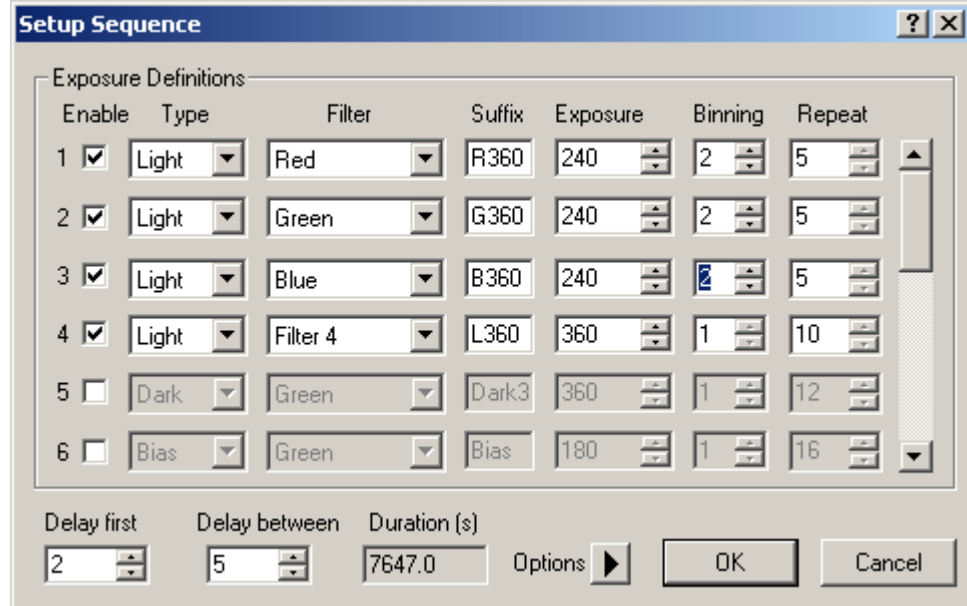 Setup Sequence
Exposure Definitions
Enable Type Filter Suffix Exposure Binning Repeat
1 Light Red R360 240 2 5
2 Light Green G360 240 2 5
3 Light Blue B360 240 2 5
4 Light Filter 4 L360 360 1 10
5 Dark Green Dark3 360 1 12
6 Bias Green Bias 180 1 16
Delay first Delay between Duration (s)
2 5 7647.0 Options OK Cancel